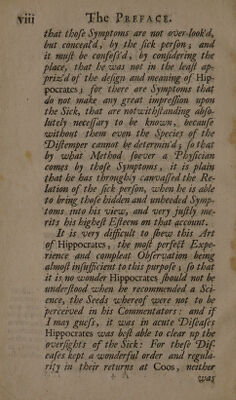 viii The PREFACE.
that those Symptoms are not over-look'd,
but conceal'd, by the sick person; and
it must be confess'd, by considering the
place, that he was not in the least ap-
priz'd of the design and meaning of Hip-
pocrates; for there are Symptoms that
do not make any great impression upon
the Sick, that are notwithstanding abso-
lutely necessary to be known, because
without them even the Species of the
Distemper cannot be determin'd; so that
by what Method soever a Physician
comes by those Symptoms, it is plain
that he has throughly canvassed the Re-
lation of the sick person, when he is able
to bring those hidden and unheeded Symp-
toms into his view, and very justly me-
rits his highest Esteem on that account.
It is very difficult to shew this Art
of Hippocrates, the most perfect Expe-
rience and compleat Observation being
almost insufficient to this purpose; so that
it is no wonder Hippocrates should not be
understood when he recommended a Sci-
ence, the Seeds whereof were not to be
perceived in his Commentators: and if
I may guess, it was in acute Diseases
Hippocrates was best able to clear up the
oversights of the Sick: For these Dis-
eases kept a wonderful order and regula-
rity in their returns at Coos, neither
was